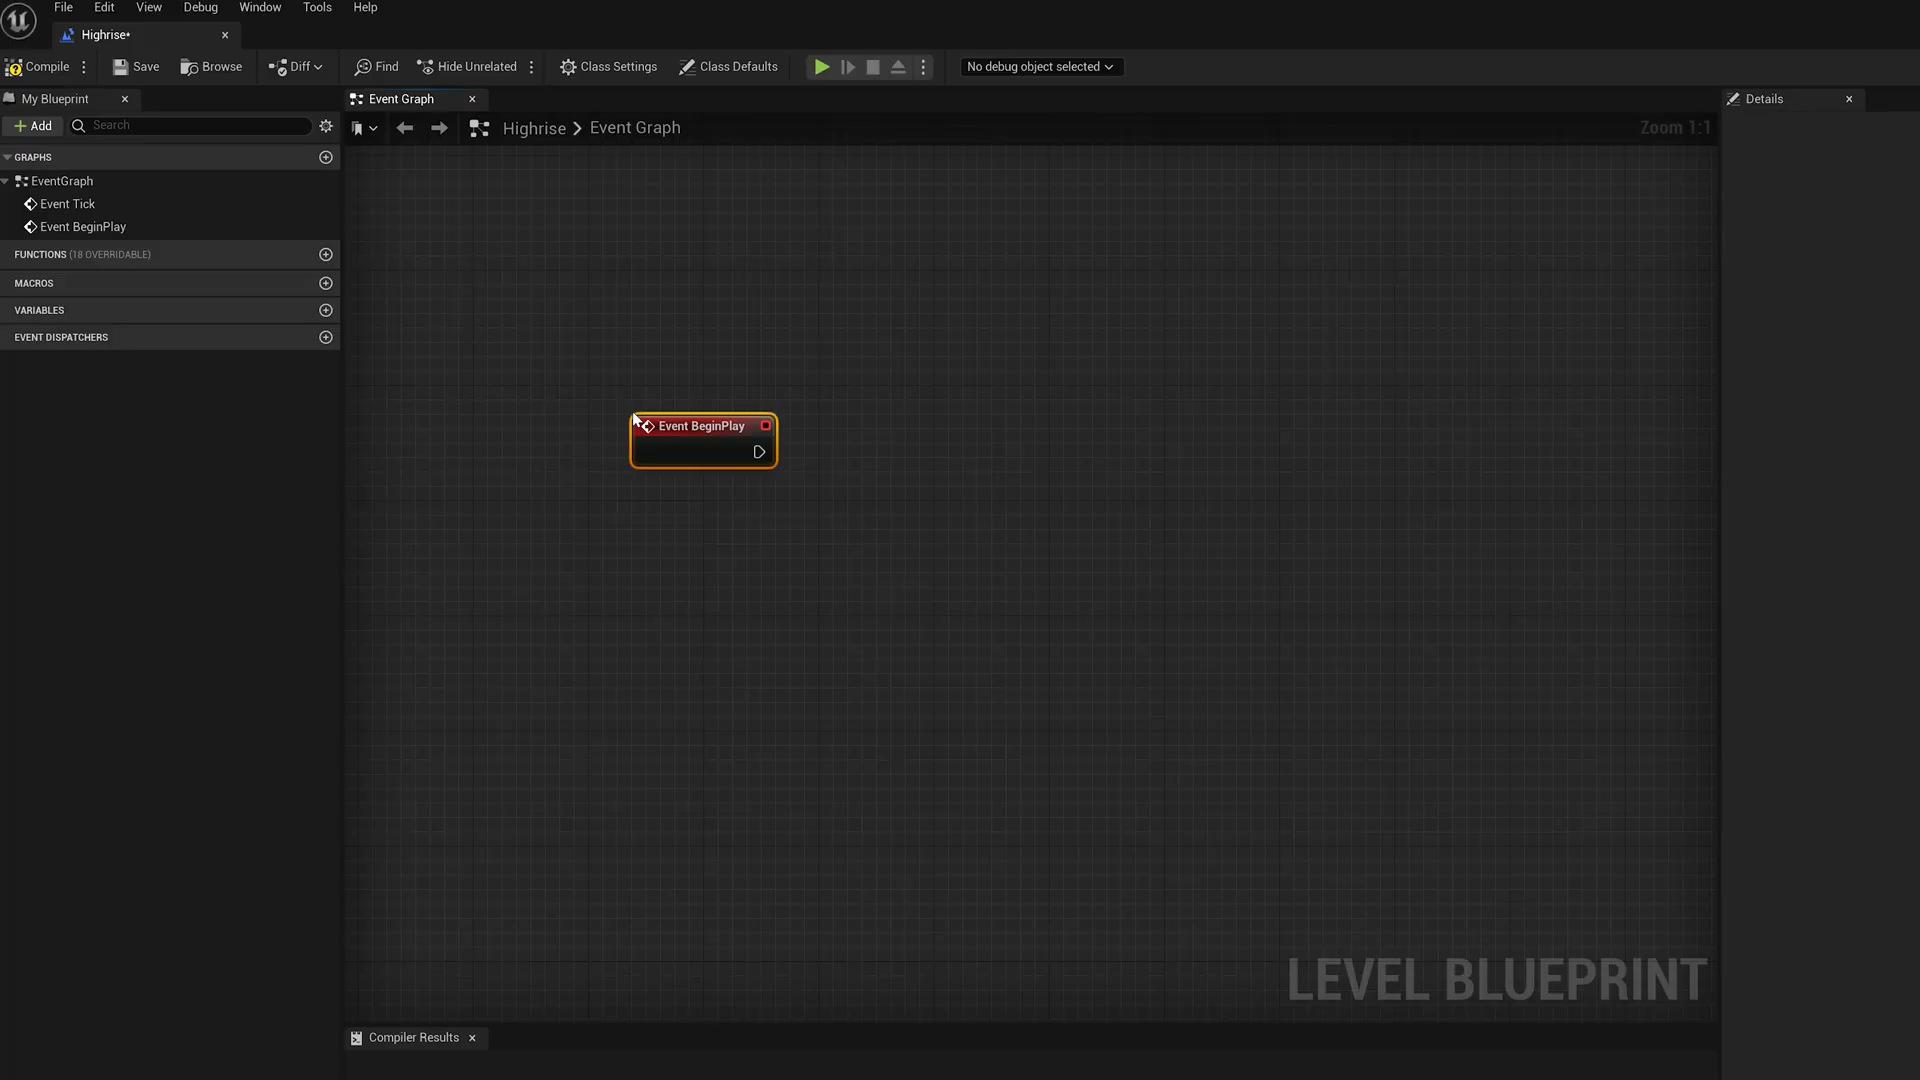 File Edit View Debug Window Tools Help
Highrise*
Compile Save Browse Diff Find Hide Unrelated Class Settings Class Defaults No debug object selected
My Blueprint
Event Graph
Details
Add Search
Highrise > Event Graph
Zoom 1:1
GRAPHS
EventGraph
Event Tick
Event BeginPlay
FUNCTIONS (18 OVERRIDABLE)
MACROS
VARIABLES
EVENT DISPATCHERS
Event BeginPlay
LEVEL BLUEPRINT
Compiler Results